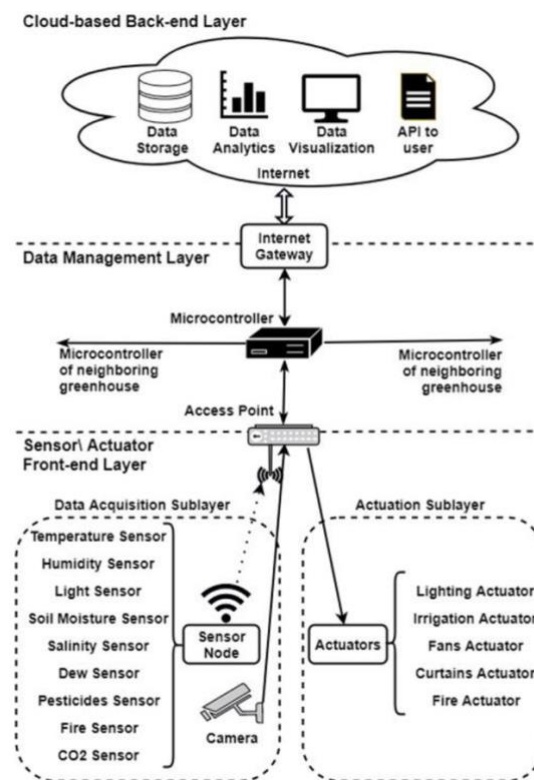 Cloud-based Back-end Layer
Data
Storage
Data
Analytics
Data
Visualization
API to
user
Internet
Internet
Gateway
Data Management Layer
Microcontroller
Microcontroller
of neighboring
greenhouse
Microcontroller
of neighboring
greenhouse
Access Point
Sensor\ Actuator
Front-end Layer
Data Acquisition Sublayer
Actuation Sublayer
Temperature Sensor
Humidity Sensor
Light Sensor
Soil Moisture Sensor
Salinity Sensor
Dew Sensor
Pesticides Sensor
Fire Sensor
CO2 Sensor
Sensor
Node
Camera
Actuators
Lighting Actuator
Irrigation Actuator
Fans Actuator
Curtains Actuator
Fire Actuator